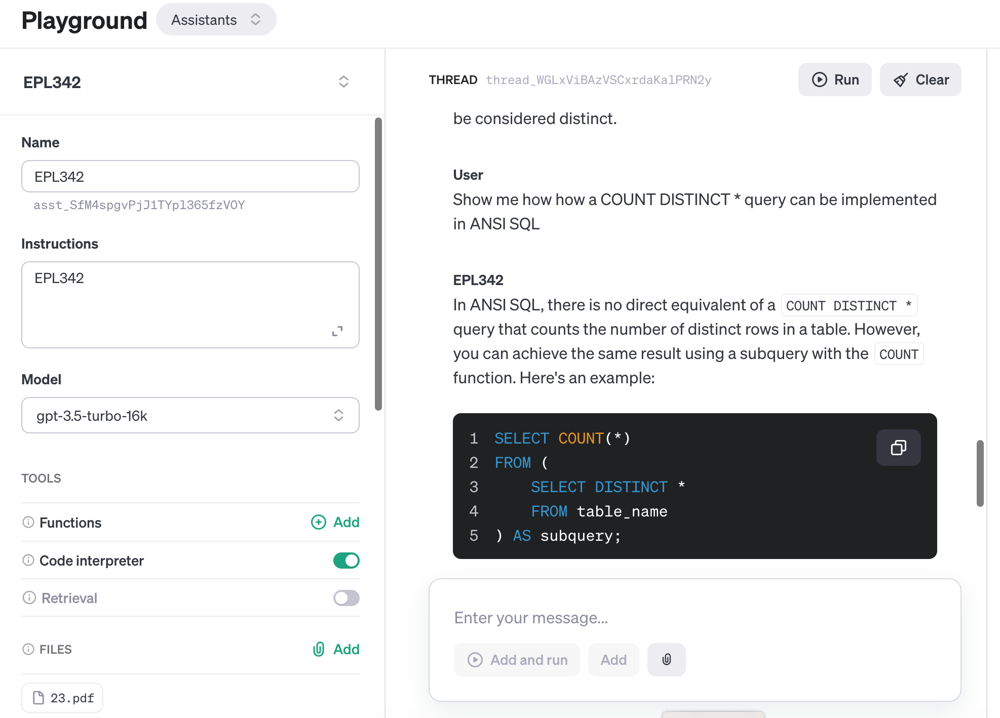 Playground
Assistants
EPL342
Name
EPL342
asst_SfM4spgvPjJ1TYpl365fzVOY
Instructions
EPL342
Model
gpt-3.5-turbo-16k
TOOLS
Functions
Add
Code interpreter
Retrieval
FILES
Add
23.pdf
THREAD thread_WGLxViBAzVSCxrdaKalPRN2y
Run
Clear
be considered distinct.
User
Show me how how a COUNT DISTINCT * query can be implemented
in ANSI SQL
EPL342
In ANSI SQL, there is no direct equivalent of a COUNT DISTINCT *
query that counts the number of distinct rows in a table. However,
you can achieve the same result using a subquery with the COUNT
function. Here's an example:
1 SELECT COUNT(*)
2 FROM (
3 SELECT DISTINCT *
4 FROM table_name
5 ) AS subquery;
Enter your message...
Add and run
Add